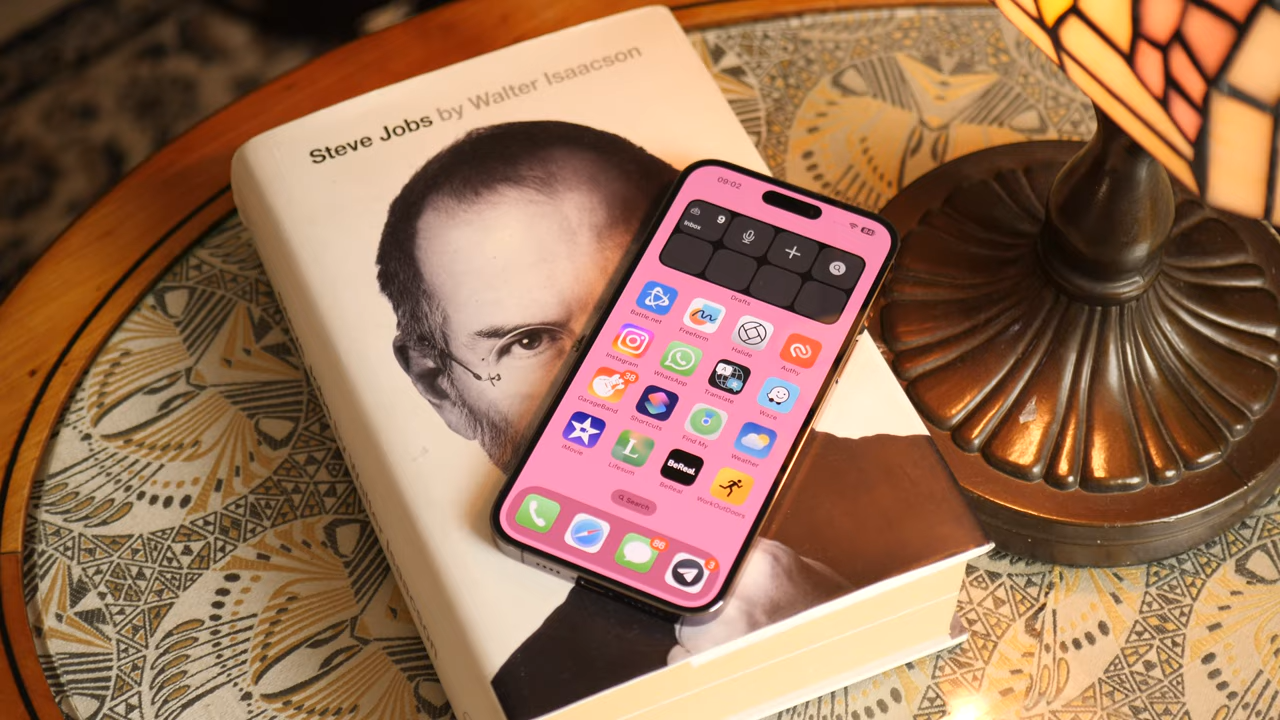 Steve Jobs by Walter Isaacson
09:02
84
9
Inbox
Drafts
Battle.net
Freeform
Halide
Authy
Instagram
WhatsApp
Translate
Waze
38
GarageBand
Shortcuts
Find My
Weather
iMovie
L
Lifesum
BeReal.
BeReal
WorkOutDoors
Search
86
3